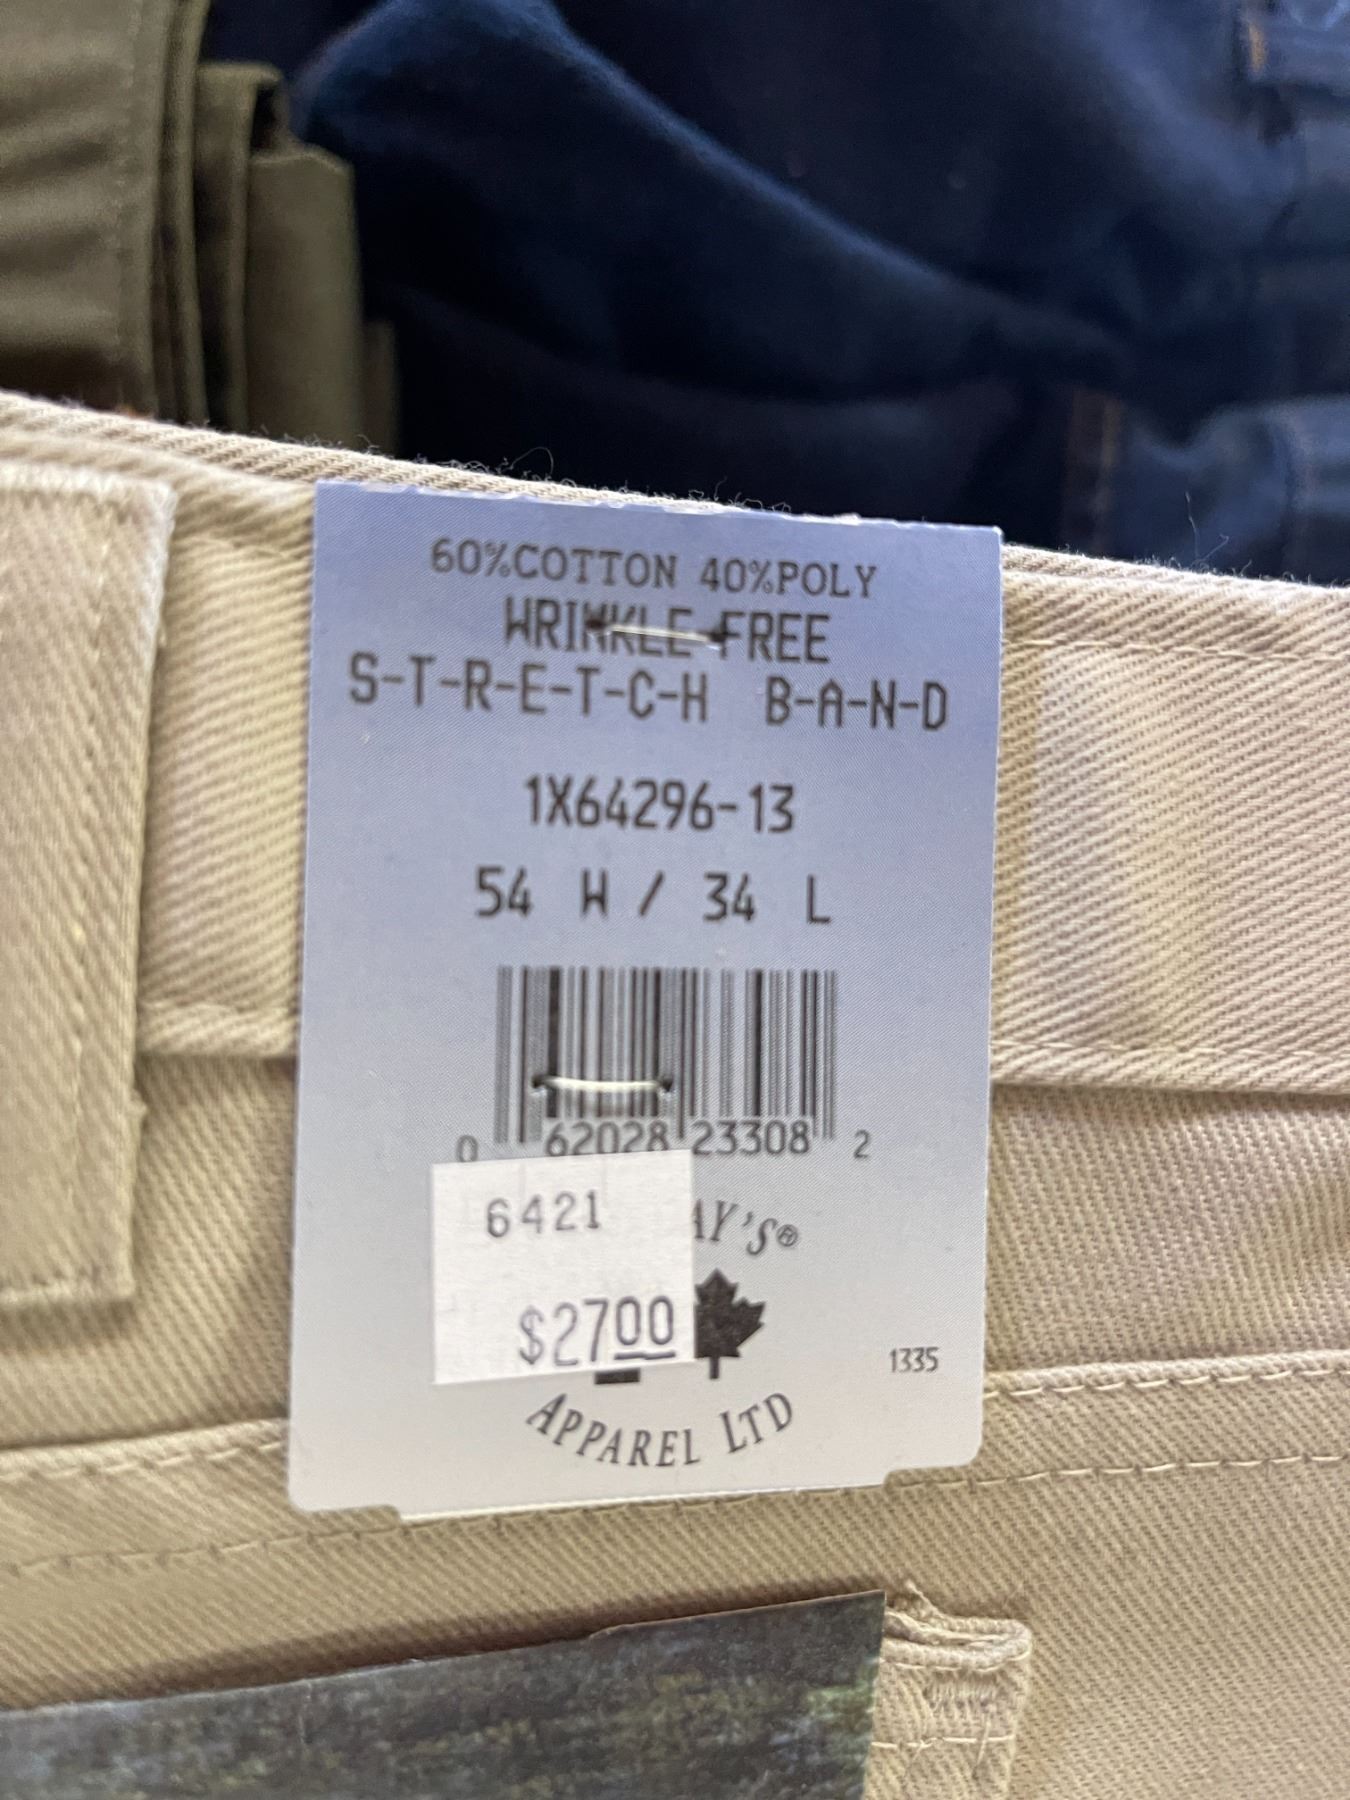 60%COTTON 40%POLY
WRINKLE FREE
S-T-R-E-T-C-H B-A-N-D
1X64296-13
54 W / 34 L
0 62028 23308 2
6421
AY'S®
$2700
1335
APPAREL LTD